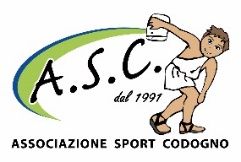 A.S.C.
dal 1991
ASSOCIAZIONE SPORT CODOGNO